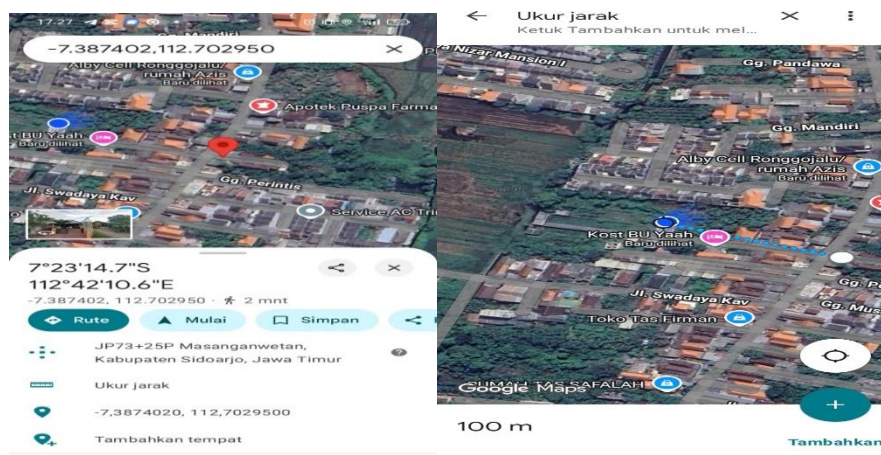 17.27
-7.387402,112.702950
Alby Cell Ronggojalu/
rumah Azis
Baru dilihat
Apotek Puspa Farma
BU Yaah
Baru dilihat
Gg. Perintis
Jl. Swadaya Kav
Service AC Tri
7°23'14.7"S
112°42'10.6"E
-7.387402, 112.702950 · 2 mnt
Rute
Mulai
Simpan
JP73+25P Masanganwetan,
Kabupaten Sidoarjo, Jawa Timur
Ukur jarak
-7,3874020, 112,7029500
Tambahkan tempat
Ukur jarak
Ketuk Tambahkan untuk mel...
Nizar Mansion 1
Gg. Pandawa
Gg. Mandiri
Alby Cell Ronggojalu/
rumah Azis
Baru dilihat
Kost BU Yaah
Baru dilihat
Gg. Pe
Jl. Swadaya Kav
Gg. Mus
Toko Tas Firman
RUMAH TAS SAFALAH
Google Maps
100 m
Tambahkan